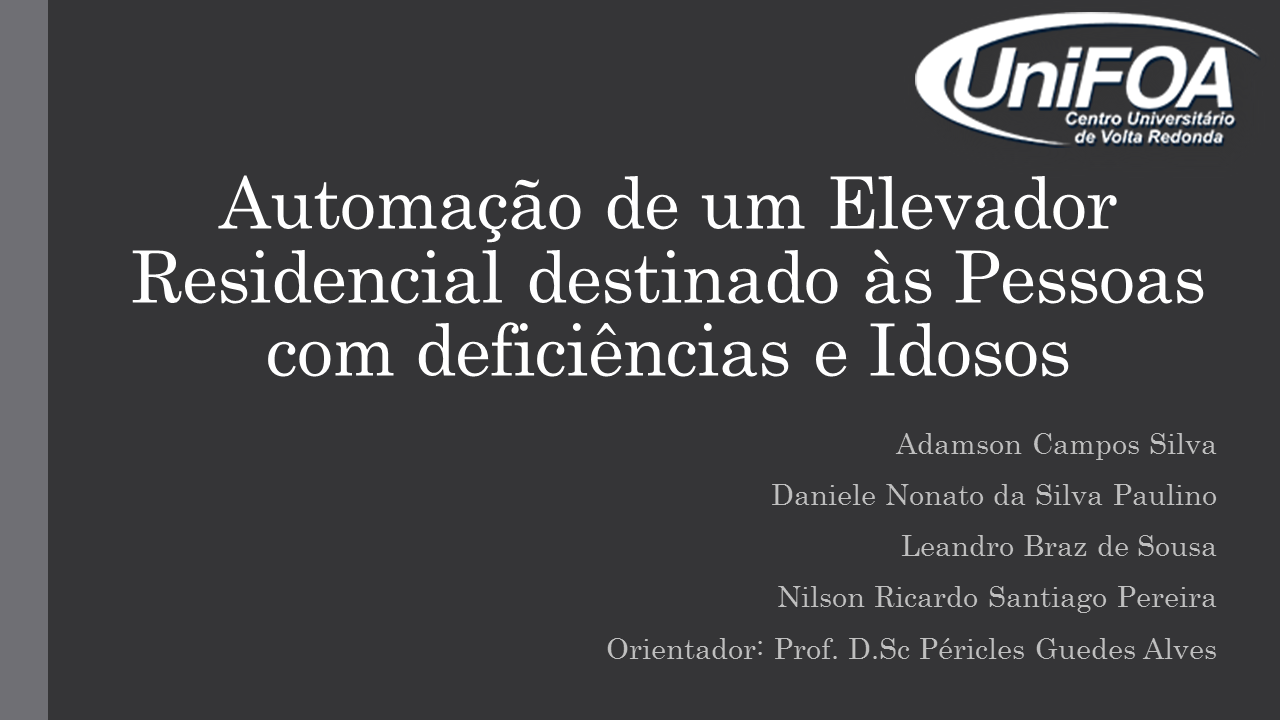 UniFOA
Centro Universitário
de Volta Redonda
Automação de um Elevador
Residencial destinado às Pessoas
com deficiências e Idosos
Adamson Campos Silva
Daniele Nonato da Silva Paulino
Leandro Braz de Sousa
Nilson Ricardo Santiago Pereira
Orientador: Prof. D.Sc Péricles Guedes Alves